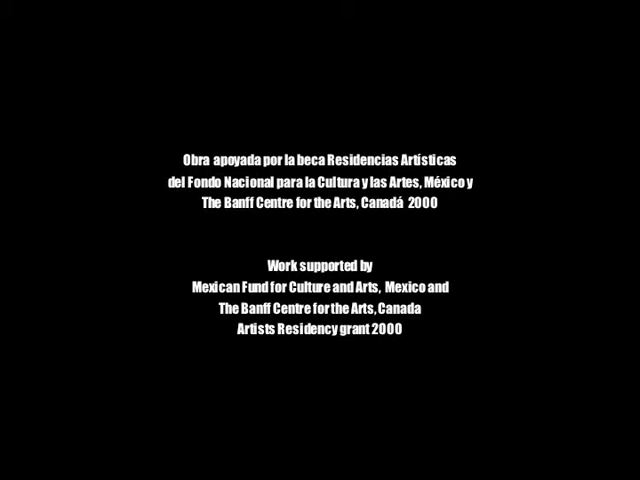 Obra apoyada por la beca Residencias Artísticas
del Fondo Nacional para la Cultura y las Artes, México y
The Banff Centre for the Arts, Canadá 2000
Work supported by
Mexican Fund for Culture and Arts, Mexico and
The Banff Centre for the Arts, Canada
Artists Residency grant 2000